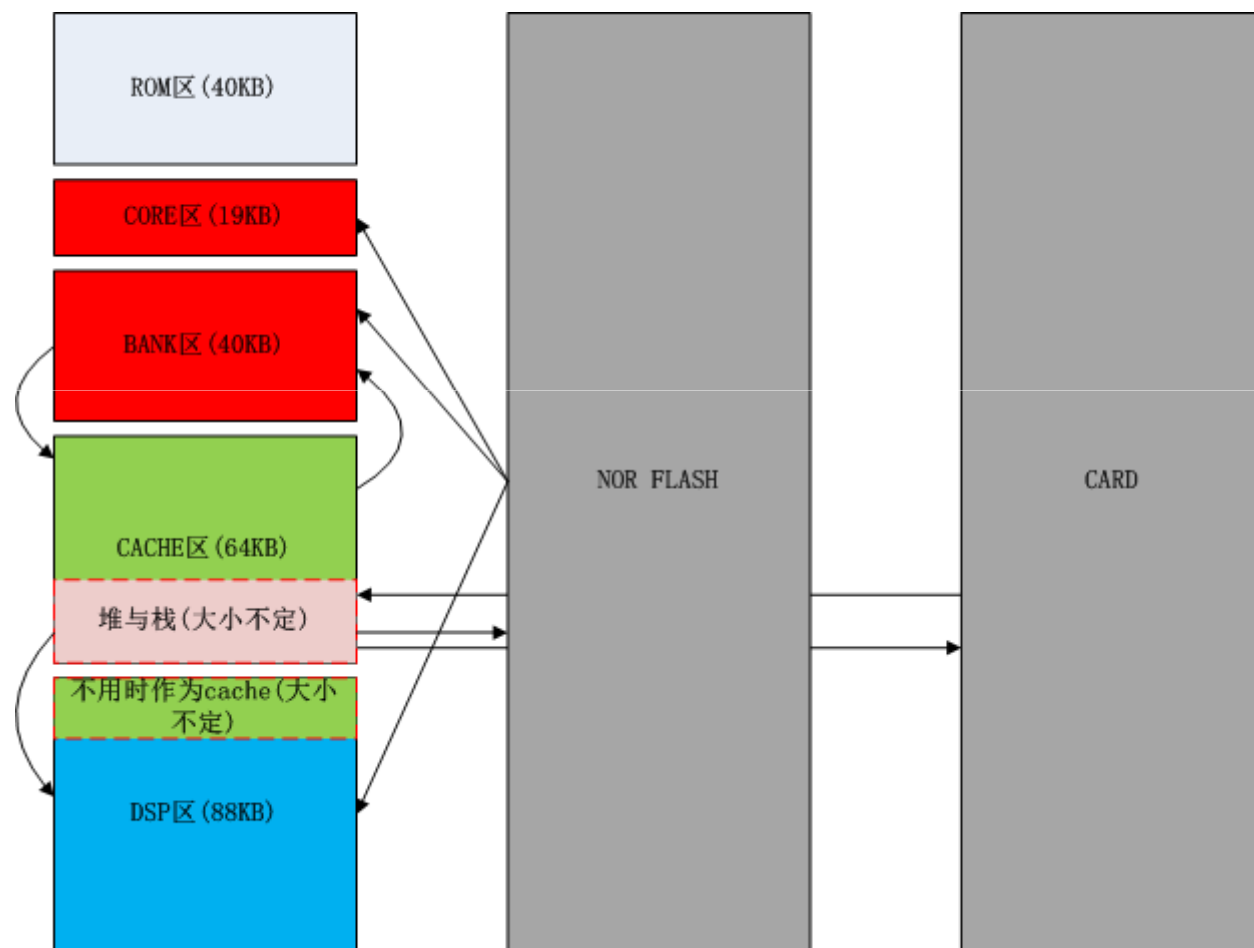 ROM区(40KB)
CORE区(19KB)
BANK区(40KB)
CACHE区(64KB)
堆与栈(大小不定)
不用时作为cache(大小
不定)
DSP区(88KB)
NOR FLASH
CARD